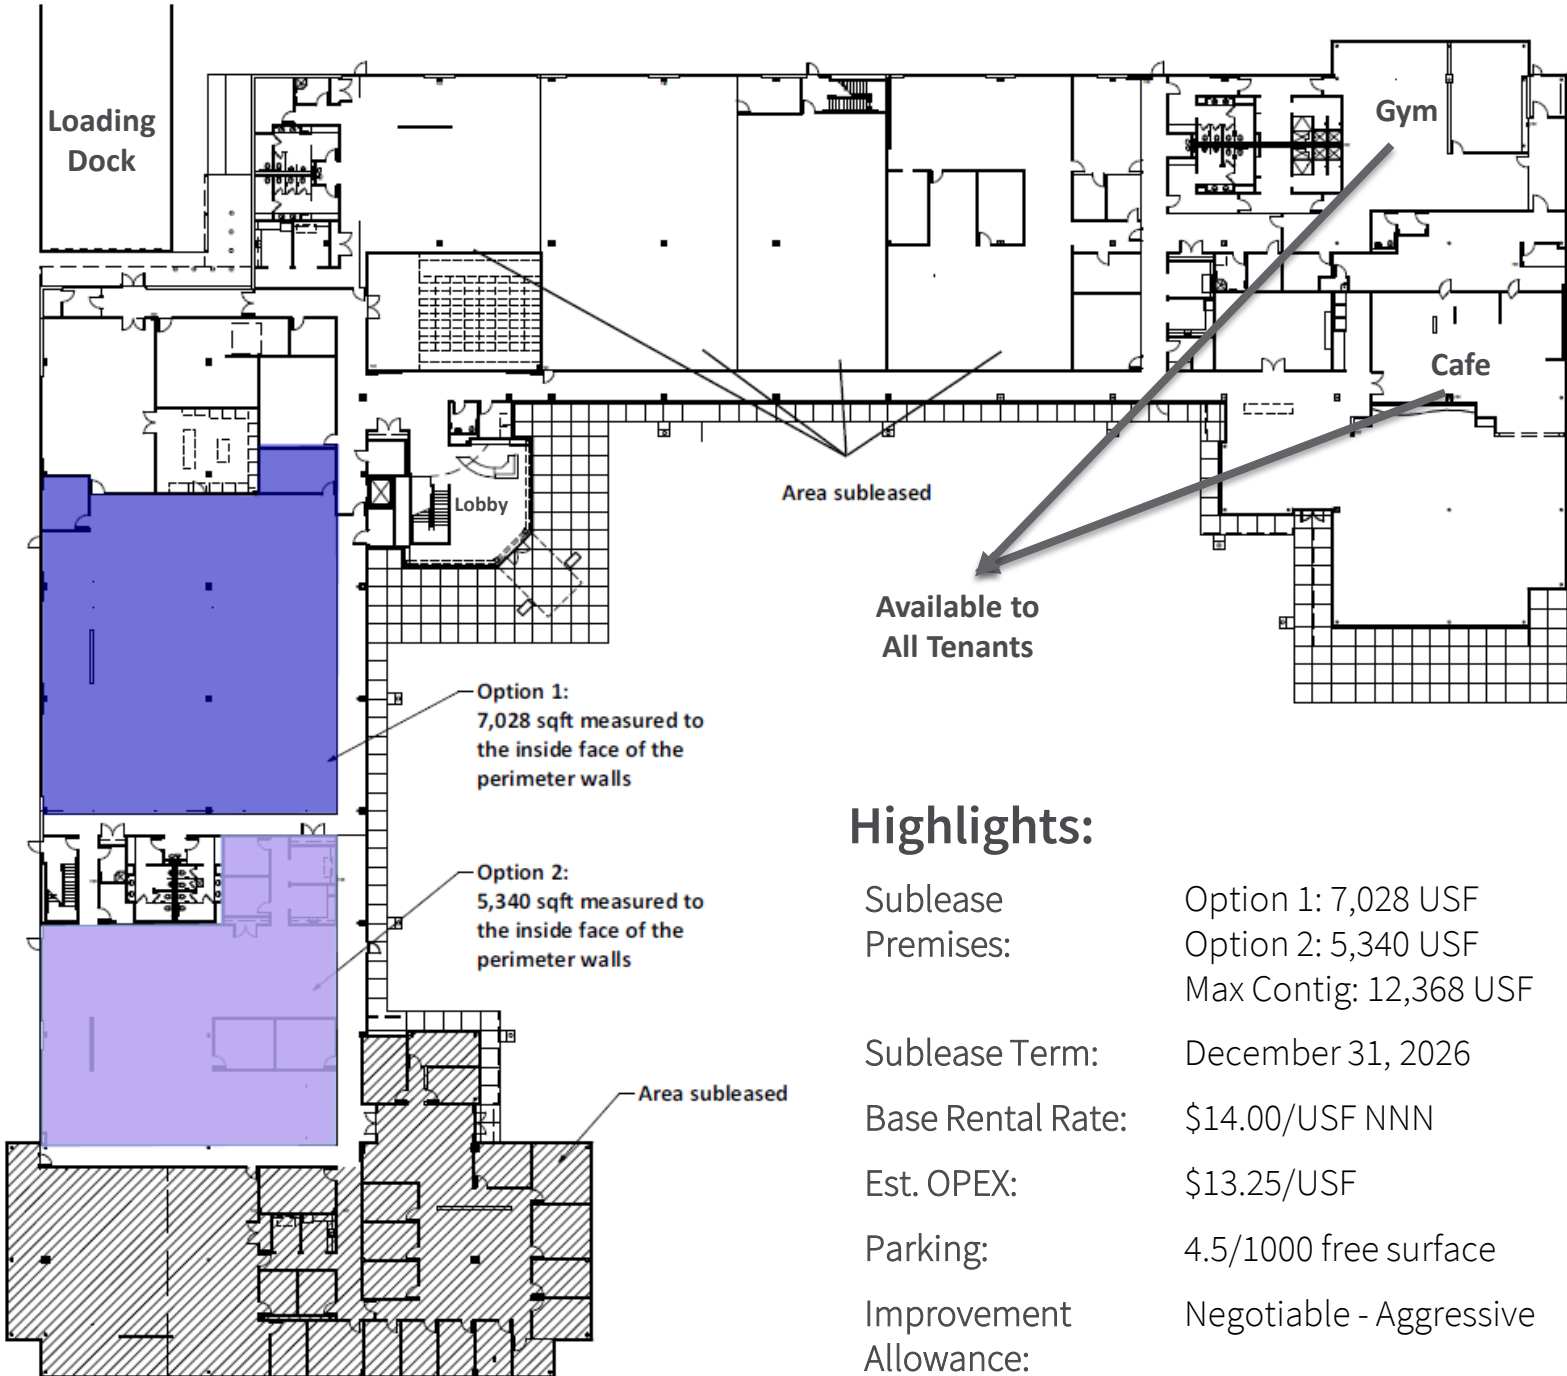 Loading
Dock
Gym
Cafe
Lobby
Area subleased
Available to
All Tenants
Option 1:
7,028 sqft measured to
the inside face of the
perimeter walls
Option 2:
5,340 sqft measured to
the inside face of the
perimeter walls
Area subleased
Highlights:
Sublease
Premises:
Option 1: 7,028 USF
Option 2: 5,340 USF
Max Contig: 12,368 USF
Sublease Term:
December 31, 2026
Base Rental Rate:
$14.00/USF NNN
Est. OPEX:
$13.25/USF
Parking:
4.5/1000 free surface
Improvement
Allowance:
Negotiable - Aggressive